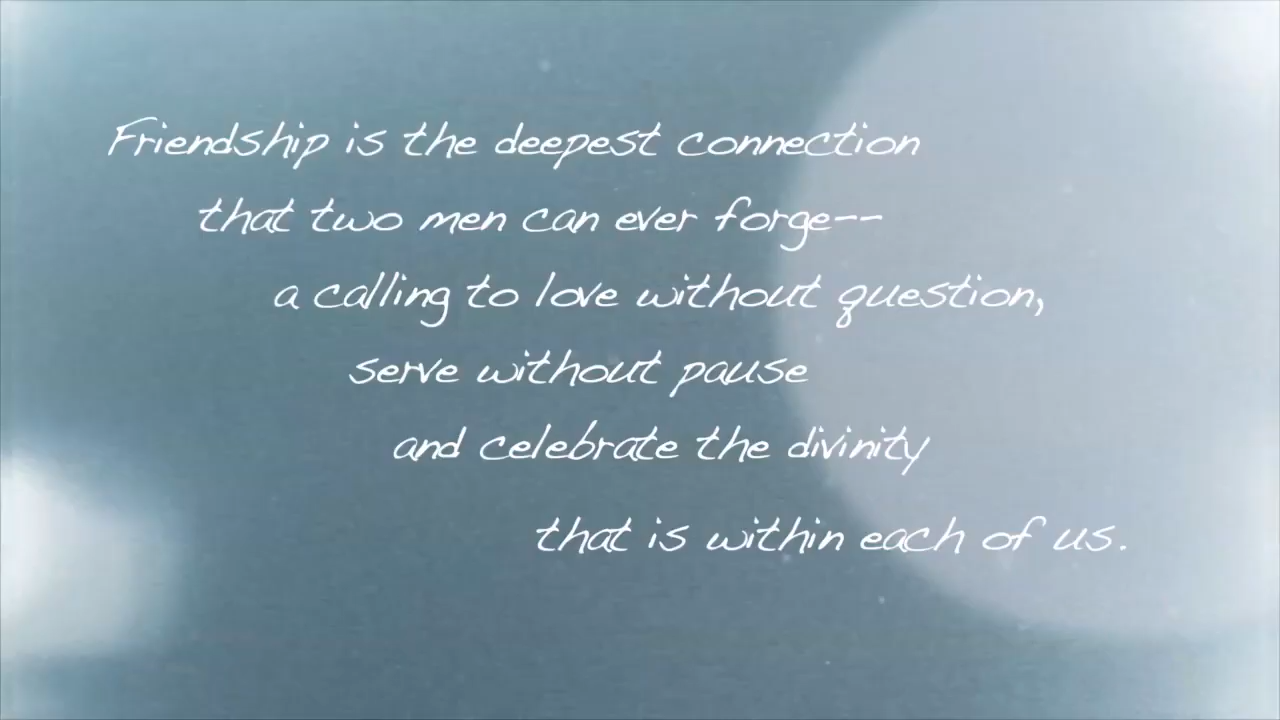 Friendship is the deepest connection
that two men can ever forge--
a calling to love without question,
serve without pause
and celebrate the divinity
that is within each of us.